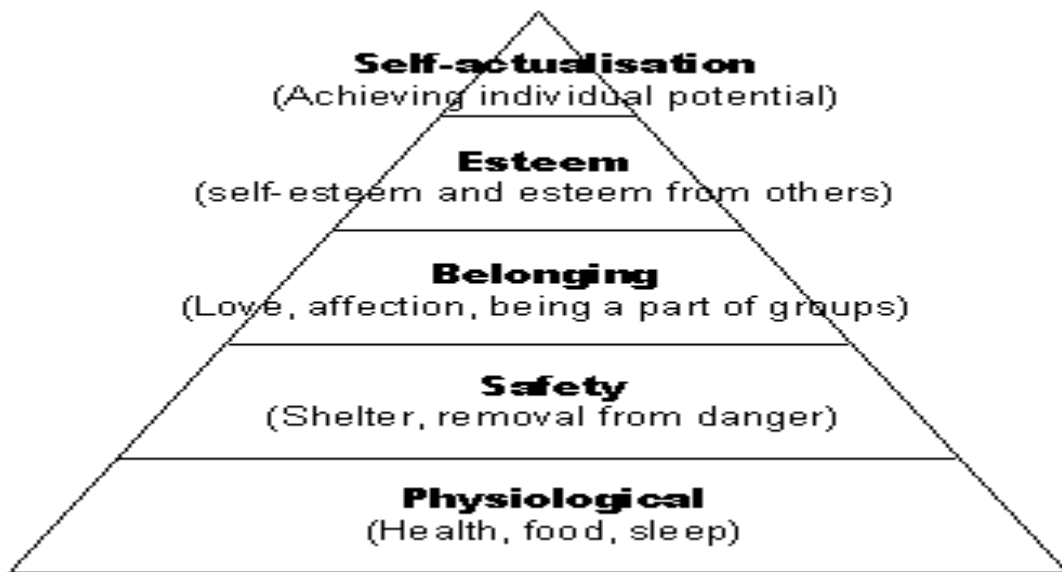 Self-actualisation
(Achieving individual potential)
Esteem
(self-esteem and esteem from others)
Belonging
(Love, affection, being a part of groups)
Safety
(Shelter, removal from danger)
Physiological
(Health, food, sleep)